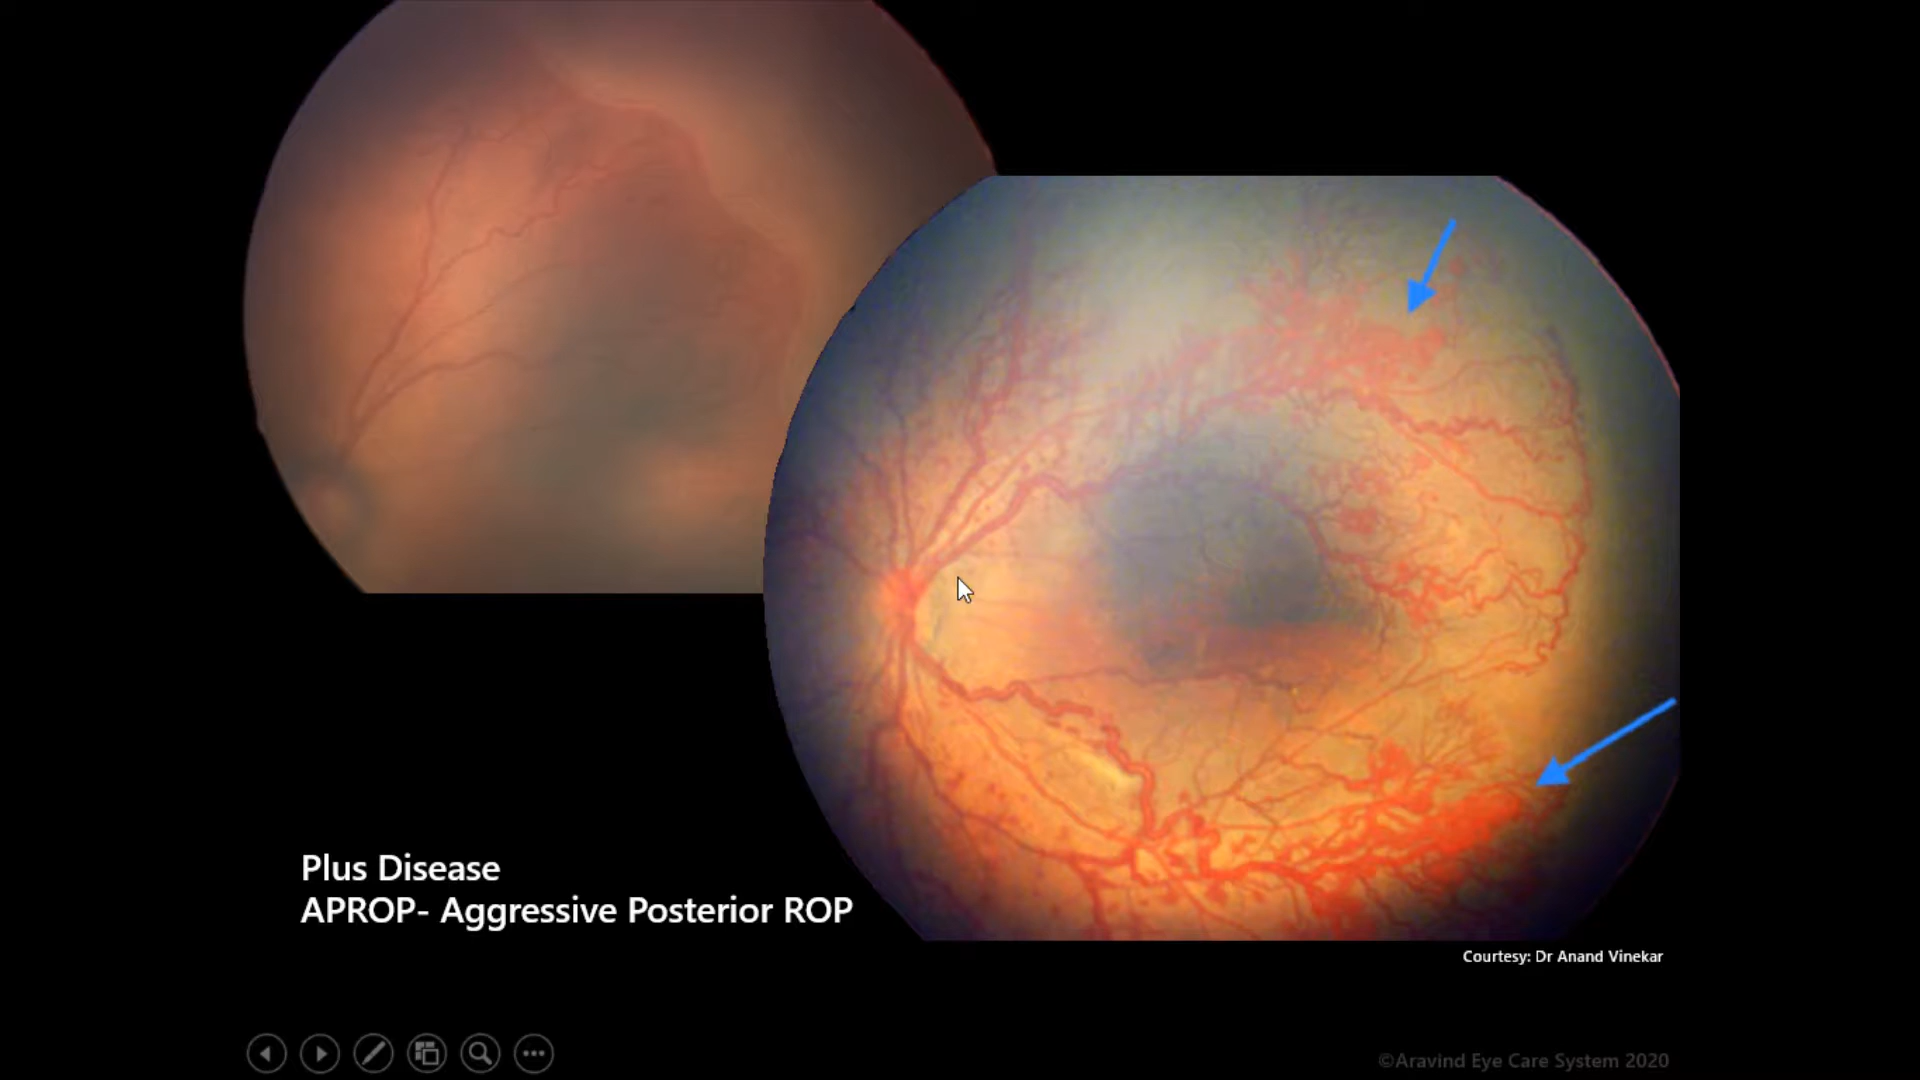 Plus Disease
APROP- Aggressive Posterior ROP
Courtesy: Dr Anand Vinekar
©Aravind Eye Care System 2020